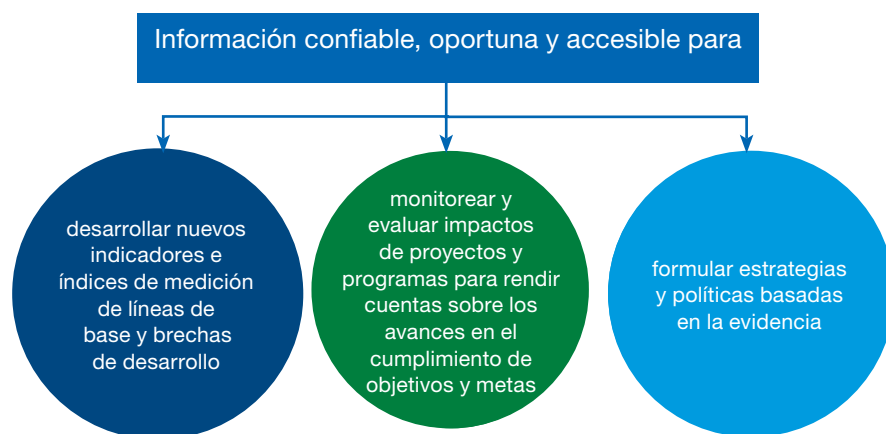 Información confiable, oportuna y accesible para
desarrollar nuevos
indicadores e
índices de medición
de líneas de
base y brechas
de desarrollo
monitorear y
evaluar impactos
de proyectos y
programas para rendir
cuentas sobre los
avances en el
cumplimiento de
objetivos y metas
formular estrategias
y políticas basadas
en la evidencia